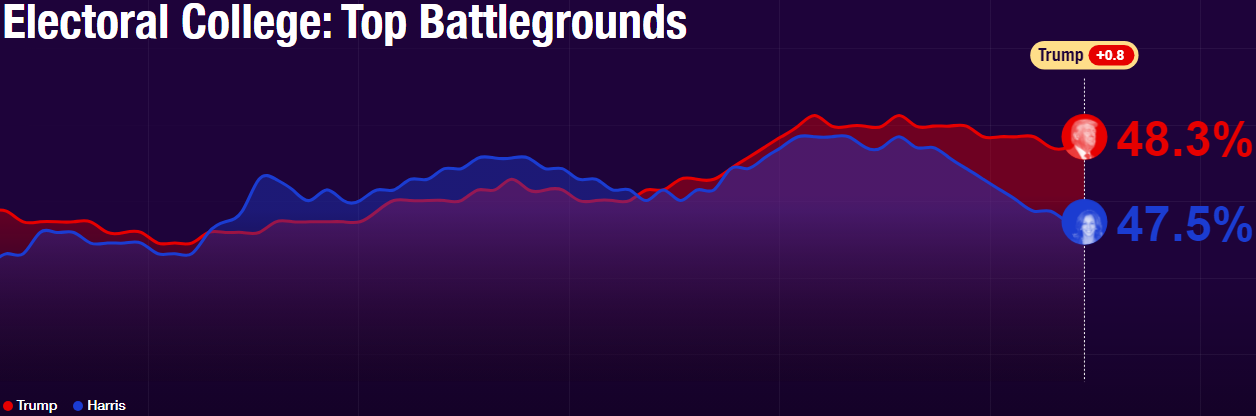 Electoral College: Top Battlegrounds
Trump +0.8
48.3%
47.5%
Trump Harris